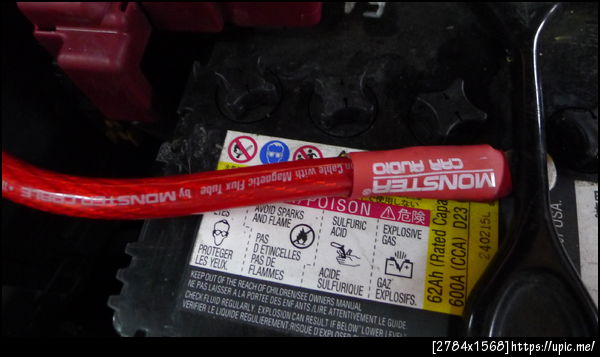 n Cable with Magnetic Flux Tube by MONSTER CABLE
MONSTER
CAR AUDIO
POISON ⚠危険
AVOID SPARKS
AND FLAME
SULFURIC
ACID
EXPLOSIVE
GAS
PROTEGER
LES YEUX.
PAS
D'ETINCELLES
PAS DE
FLAMMES
ACIDE
SULFURIQUE
GAZ
EXPLOSIFS.
KEEP OUT OF THE REACH OF CHILDREN/SEE OWNERS MANUAL
NE PAS LAISSER A LA PORTEE DES ENFANTS./LIRE ATTENTIVEMENT LE
CHECK FLUID REGULARLY. EXPLOSION CAN RESULT IF BELOW "LOWER LEVEL
VERIFIER LE LIQUIDE REGULIEREMENT RISQUE D'EXPLO
62Ah (Rated Capa
600A (CCA) D23
240215L
USA.
[2784x1568]https://upic.me/